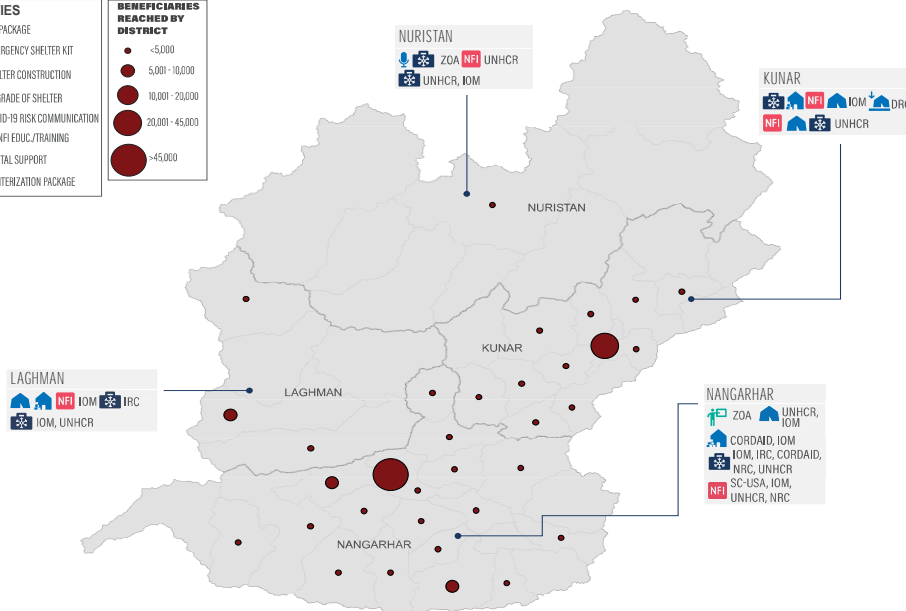 IES
PACKAGE
ERGENCY SHELTER KIT
LTER CONSTRUCTION
GRADE OF SHELTER
ID-19 RISK COMMUNICATION
NFI EDUC./TRAINING
TAL SUPPORT
TERIZATION PACKAGE
BENEFICIARIES
REACHED BY
DISTRICT
<5,000
5,001 - 10,000
10,001 - 20,000
20,001 - 45,000
>45,000
NURISTAN
ZOA NFI UNHCR
UNHCR, IOM
KUNAR
NFI IOM DRC
NFI UNHCR
NURISTAN
KUNAR
LAGHMAN
NANGARHAR
LAGHMAN
NFI IOM IRC
IOM, UNHCR
NANGARHAR
ZOA UNHCR,
IOM
CORDAID, IOM
IOM, IRC, CORDAID,
NRC, UNHCR
NFI SC-USA, IOM,
UNHCR, NRC